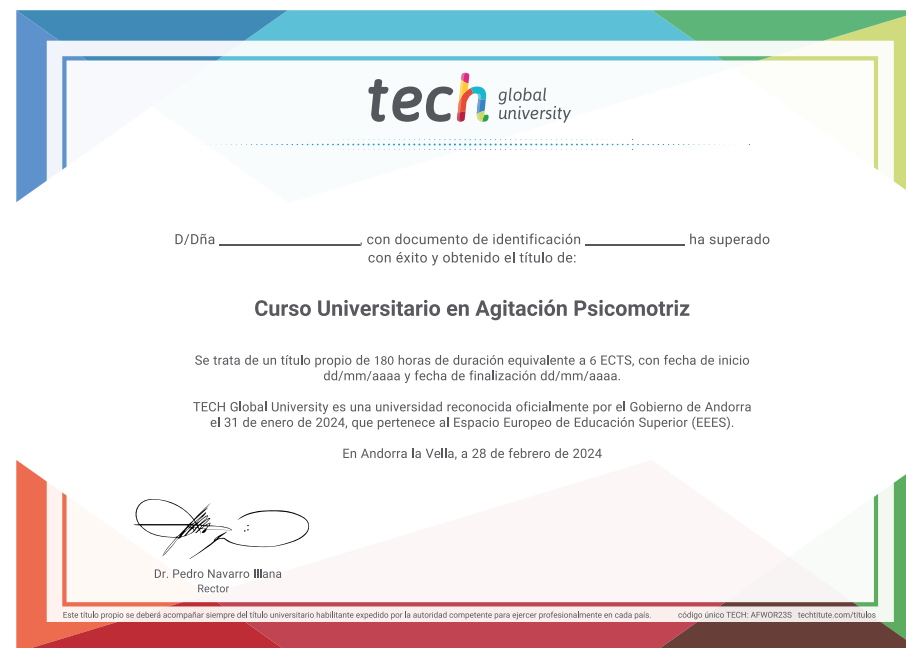 tech global university
D/Dña ______________, con documento de identificación __________ ha superado
con éxito y obtenido el título de:
Curso Universitario en Agitación Psicomotriz
Se trata de un título propio de 180 horas de duración equivalente a 6 ECTS, con fecha de inicio
dd/mm/aaaa y fecha de finalización dd/mm/aaaa.
TECH Global University es una universidad reconocida oficialmente por el Gobierno de Andorra
el 31 de enero de 2024, que pertenece al Espacio Europeo de Educación Superior (EEES).
En Andorra la Vella, a 28 de febrero de 2024
Dr. Pedro Navarro Illana
Rector
Este título propio se deberá acompañar siempre del título universitario habilitante expedido por la autoridad competente para ejercer profesionalmente en cada país. código único TECH: AFWOR23S techtitute.com/titulos